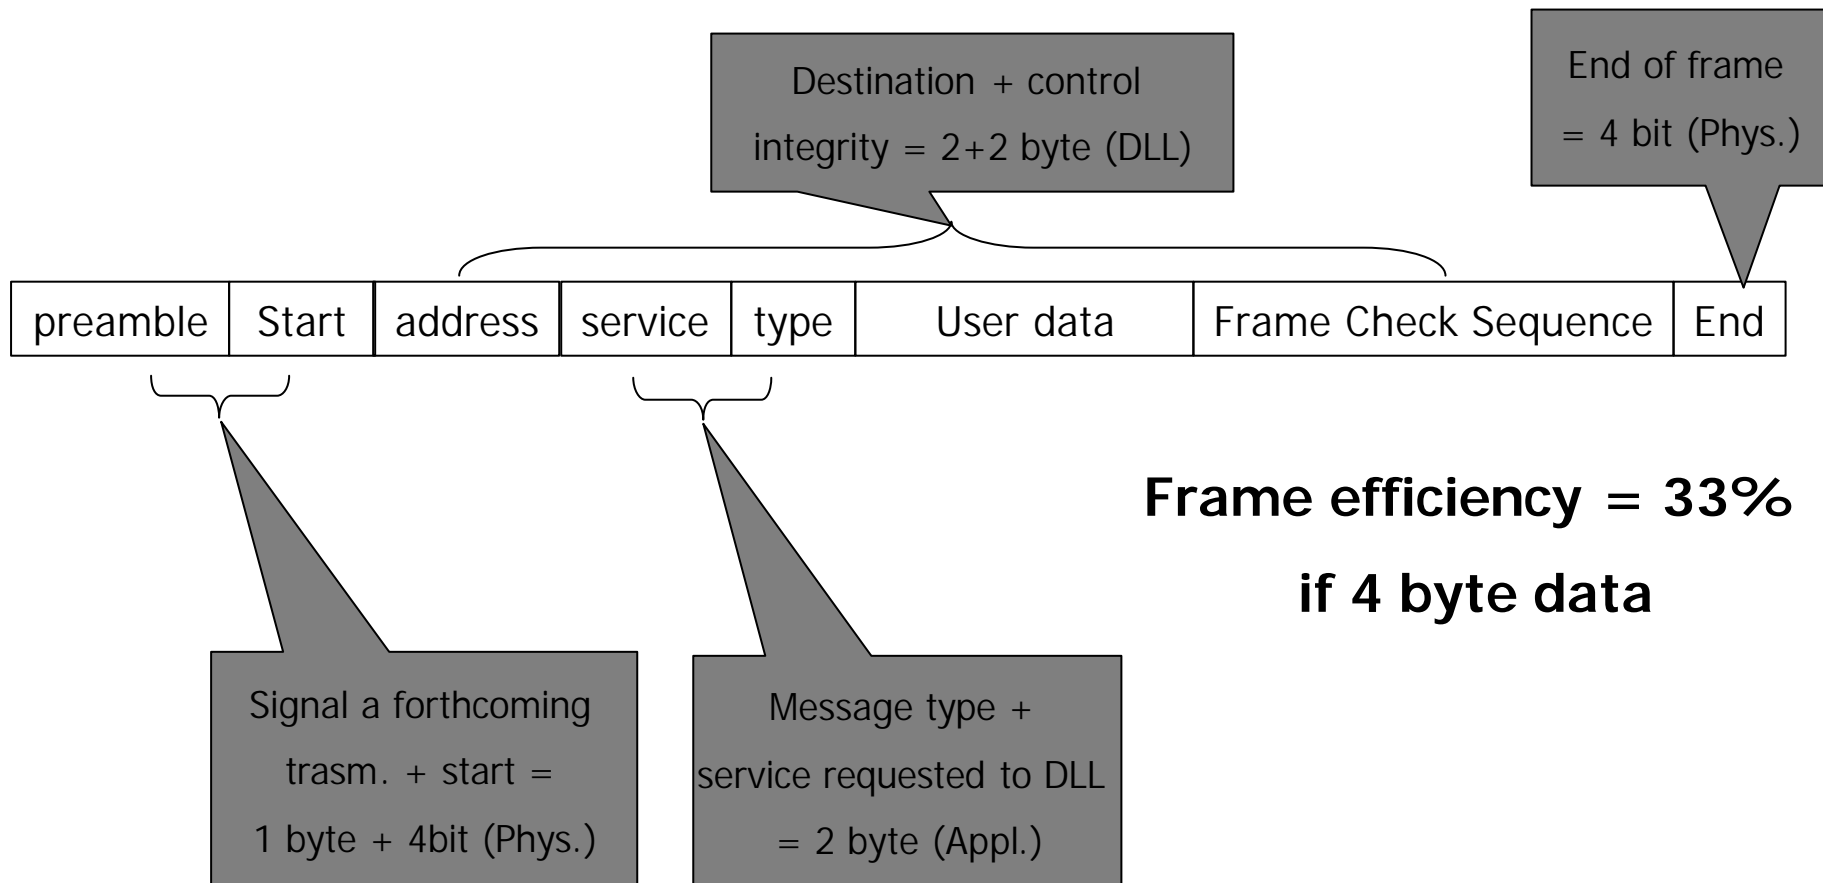 Destination + control
integrity = 2+2 byte (DLL)
End of frame
= 4 bit (Phys.)
preamble Start address service type User data Frame Check Sequence End
Signal a forthcoming
trasm. + start =
1 byte + 4bit (Phys.)
Message type +
service requested to DLL
= 2 byte (Appl.)
Frame efficiency = 33%
if 4 byte data